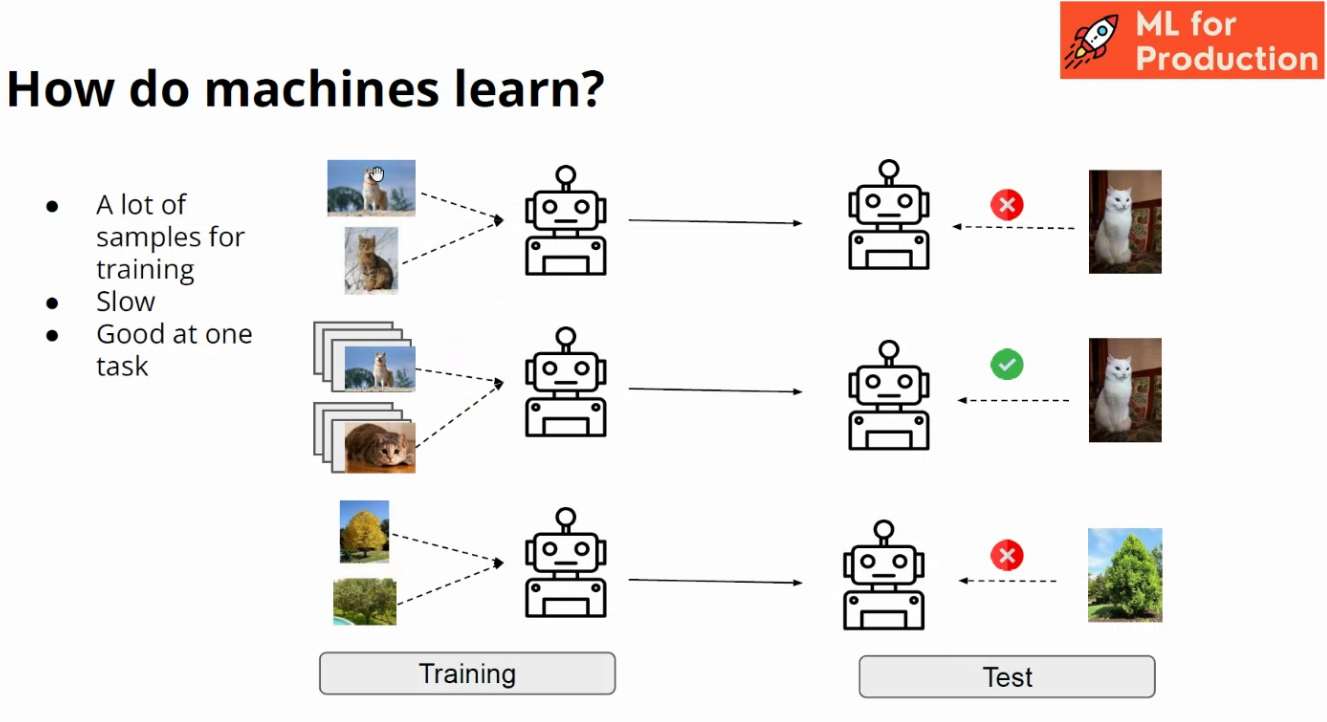 ML for
Production
How do machines learn?
● A lot of
samples for
training
● Slow
● Good at one
task
Training
Test